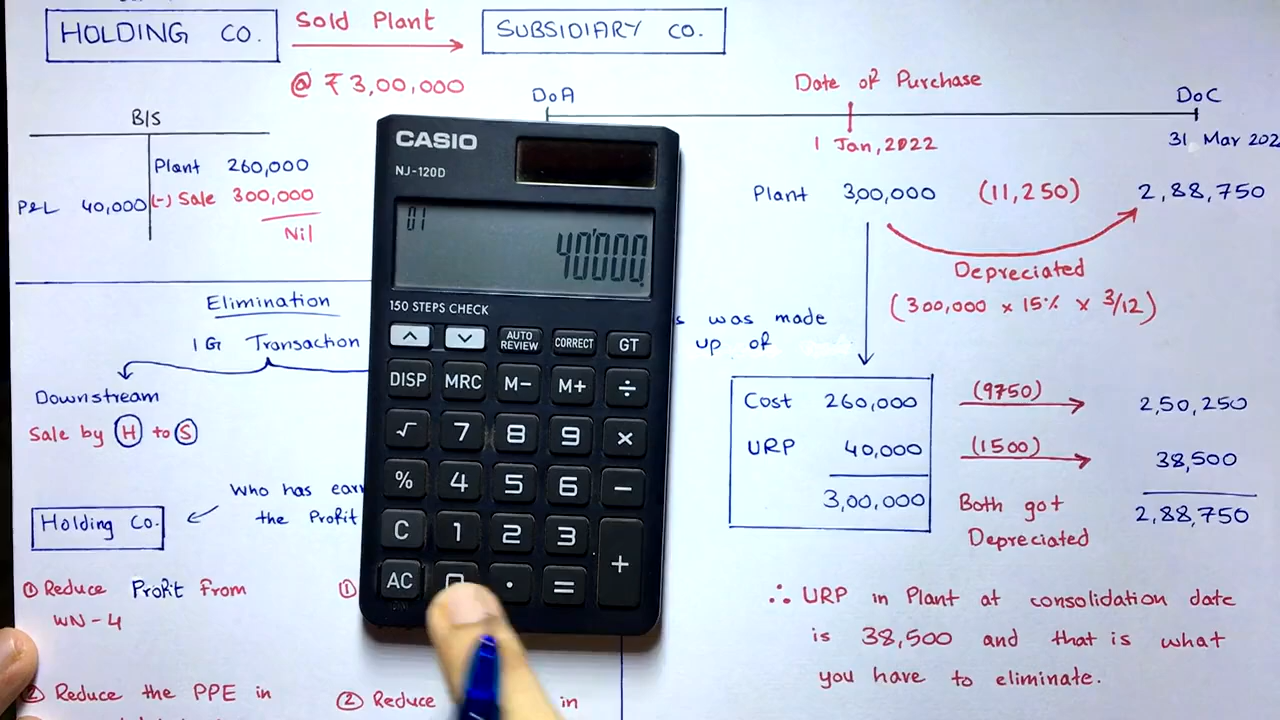 HOLDING CO.
Sold Plant
@ ₹ 3,00,000
SUBSIDIARY CO.
DoA
Date of Purchase
DoC
1 Jan, 2022
31 Mar 202
B/S
Plant 260,000
P&L 40,000 (-) Sale 300,000
Nil
Plant 3,00,000 (11,250) 2,88,750
Depreciated
(300,000 x 15% x 3/12)
Elimination
1 G Transaction
Downstream
Sale by H to S
Who has
the Profit
Holding Co.
① Reduce Profit from
WN-4
② Reduce the PPE in
①
② Reduce in
CASIO
NJ-120D
01
40'000.
150 STEPS CHECK
AUTO REVIEW CORRECT GT
DISP MRC M- M+ ÷
√ 7 8 9 ×
% 4 5 6 −
C 1 2 3
+
AC 0 . =
was made
up of
Cost 260,000 (9750) 2,50,250
URP 40,000 (1500) 38,500
3,00,000 Both got 2,88,750
Depreciated
∴ URP in Plant at consolidation date
is 38,500 and that is what
you have to eliminate.